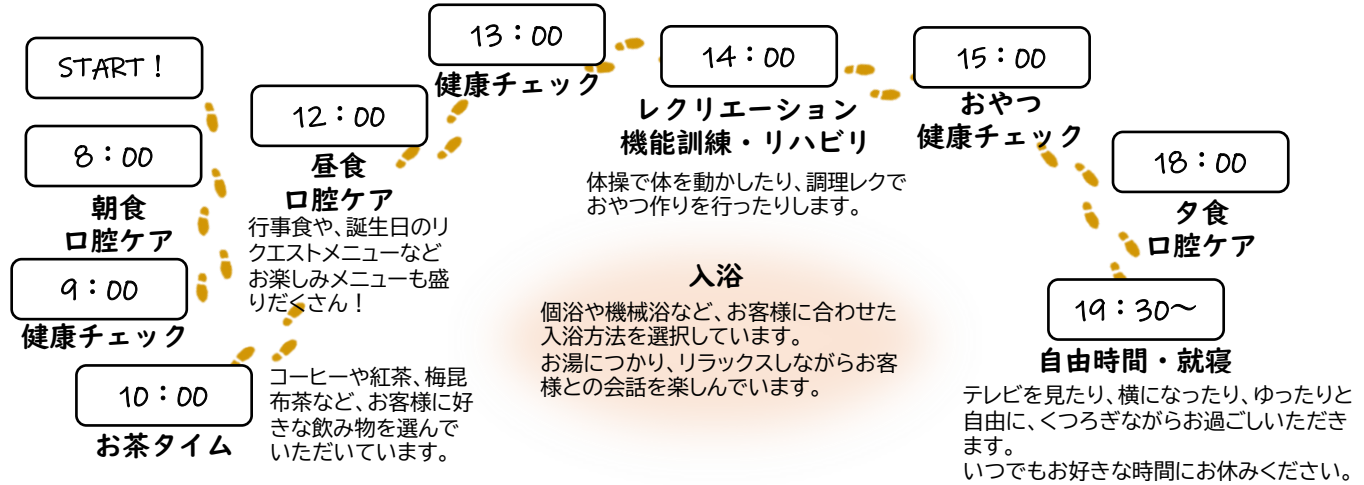 START！
8：00
朝食
口腔ケア
9：00
健康チェック
10：00
お茶タイム
コーヒーや紅茶、梅昆
布茶など、お客様に好
きな飲み物を選んで
いただいています。
12：00
昼食
口腔ケア
行事食や、誕生日のリ
クエストメニューなど
お楽しみメニューも盛
りだくさん！
13：00
健康チェック
14：00
レクリエーション
機能訓練・リハビリ
体操で体を動かしたり、調理レクで
おやつ作りを行ったりします。
入浴
個浴や機械浴など、お客様に合わせた
入浴方法を選択しています。
お湯につかり、リラックスしながらお客
様との会話を楽しんでいます。
15：00
おやつ
健康チェック
18：00
夕食
口腔ケア
19：30～
自由時間・就寝
テレビを見たり、横になったり、ゆったりと
自由に、くつろぎながらお過ごしいただき
ます。
いつでもお好きな時間にお休みください。